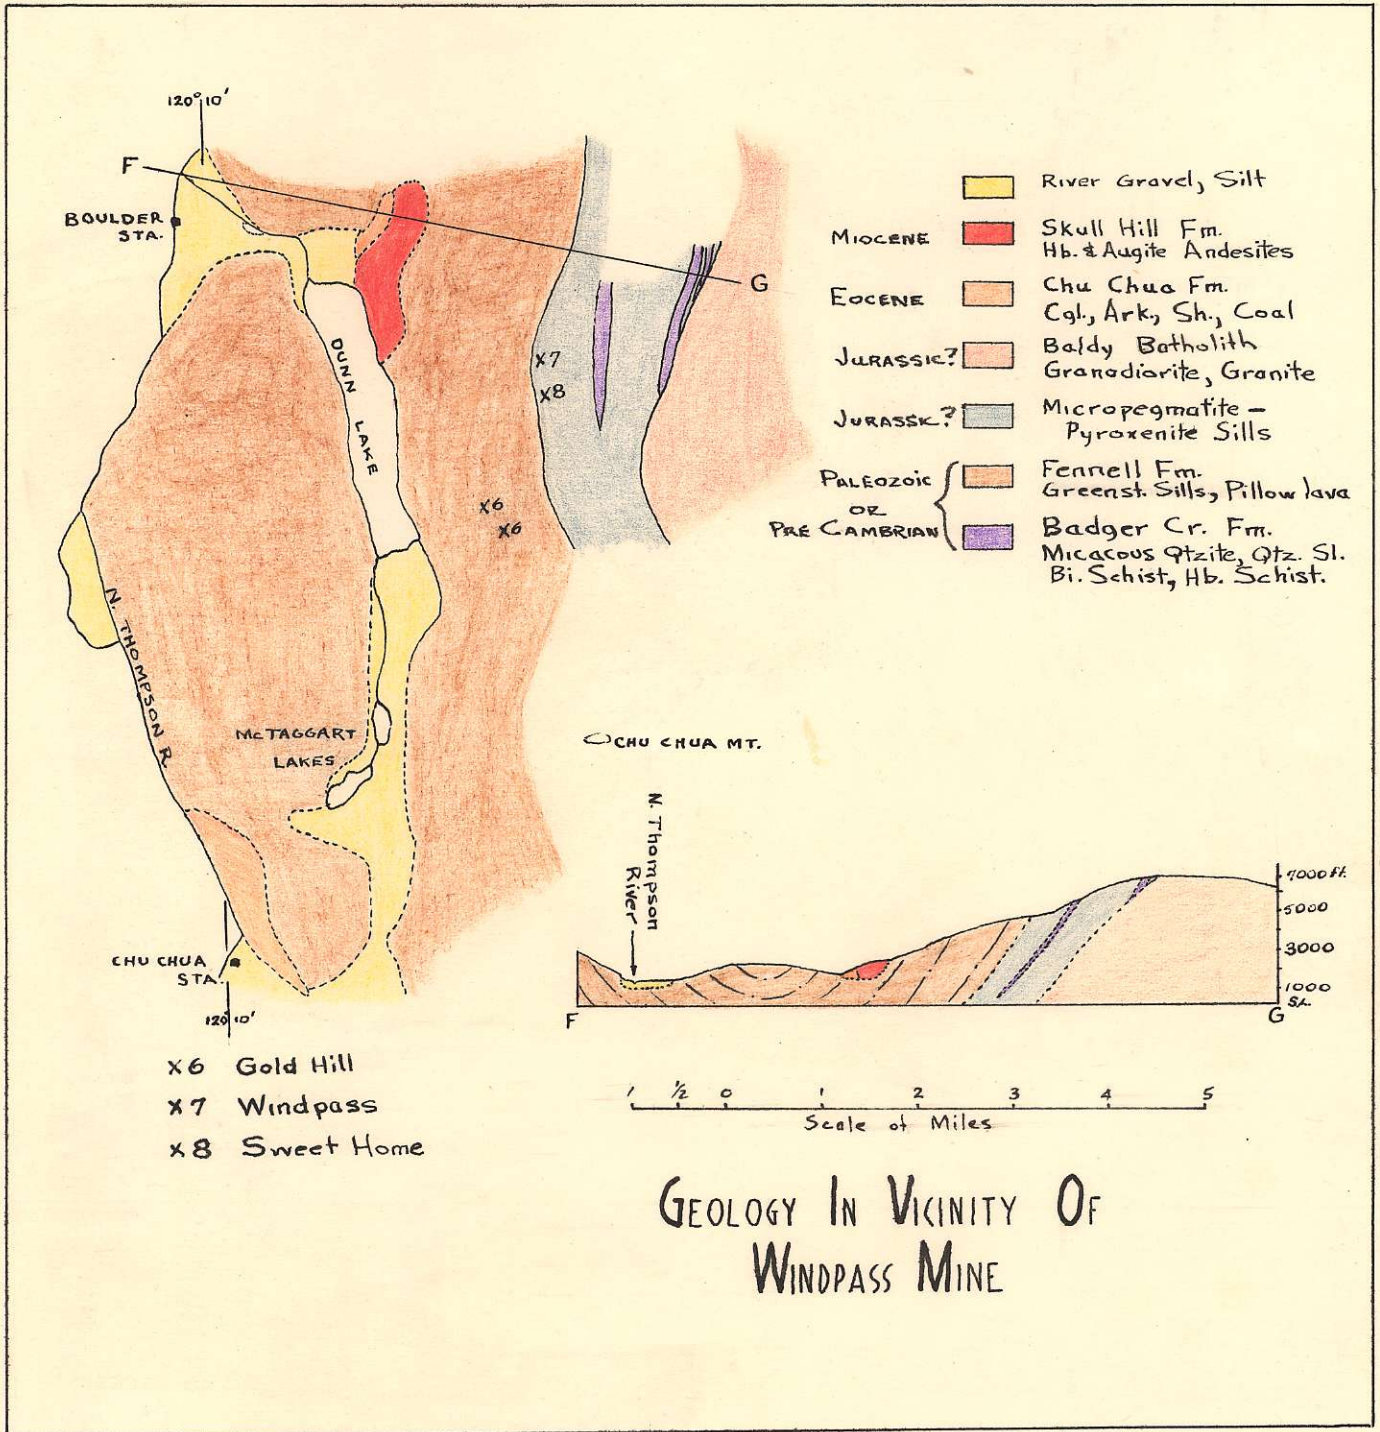 120° 10'
F
BOULDER
STA.
G
DUNN LAKE
x7
x8
x6
x6
N. THOMPSON R.
McTAGGART
LAKES
CHU CHUA MT.
CHU CHUA
STA.
120° 10'
River Gravel, Silt
MIOCENE
Skull Hill Fm.
Hb. & Augite Andesites
EOCENE
Chu Chua Fm.
Cgl., Ark., Sh., Coal
JURASSIC?
Baldy Batholith
Granodiorite, Granite
JURASSIC?
Micropegmatite –
Pyroxenite Sills
PALEOZOIC
OR
PRE CAMBRIAN
Fennell Fm.
Greenst. Sills, Pillow lava
Badger Cr. Fm.
Micacous Qtzite, Qtz. Sl.
Bi. Schist, Hb. Schist.
N. Thompson
River
7000 ft.
5000
3000
1000
F
G
x6 Gold Hill
x7 Windpass
x8 Sweet Home
1 1/2 0 1 2 3 4 5
Scale of Miles
GEOLOGY IN VICINITY OF
WINDPASS MINE